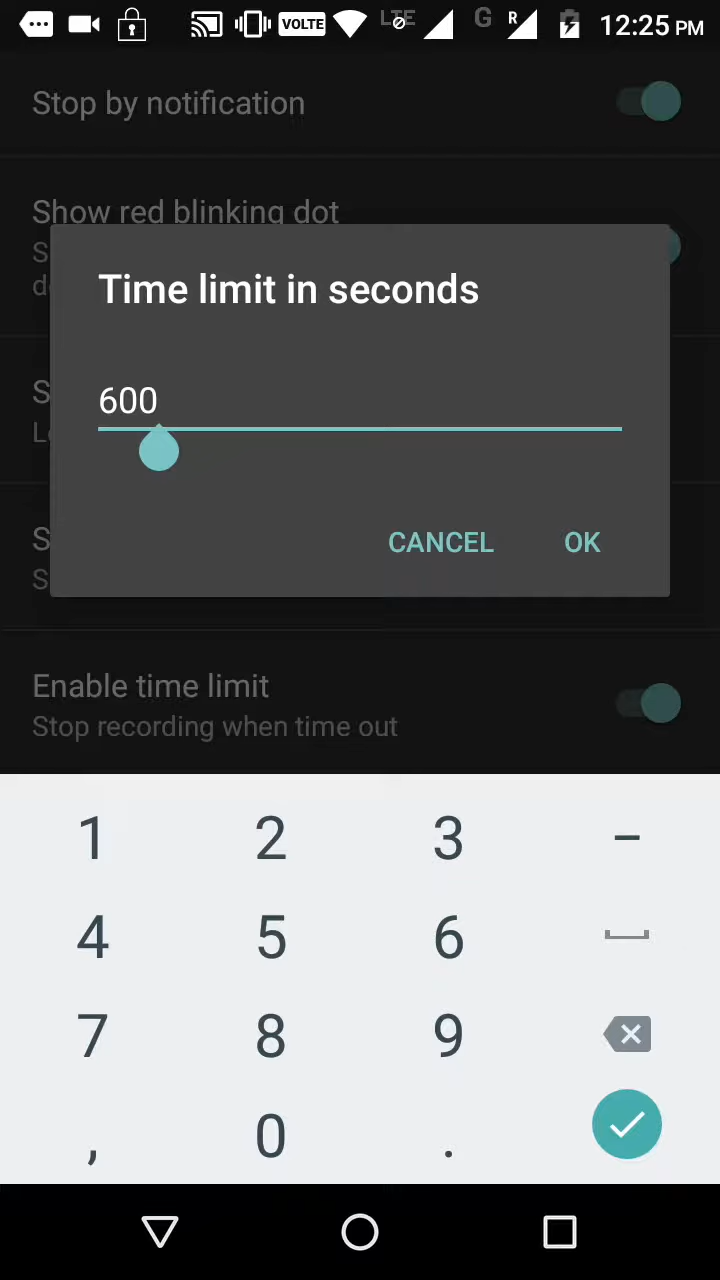 VOLTE LTE G R 12:25 PM
Stop by notification
Show red blinking dot
S
d
Time limit in seconds
600
S
L
CANCEL OK
S
S
Enable time limit
Stop recording when time out
1 2 3 –
4 5 6
7 8 9
, 0 .